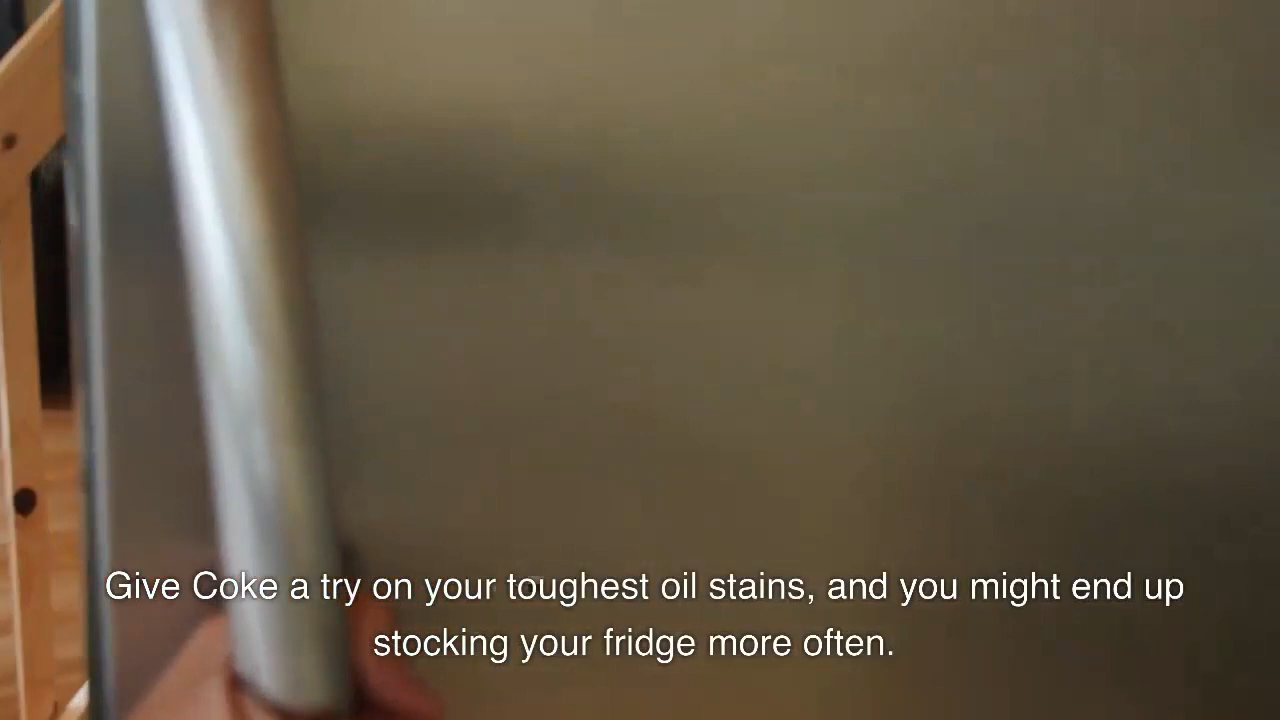 Give Coke a try on your toughest oil stains, and you might end up
stocking your fridge more often.